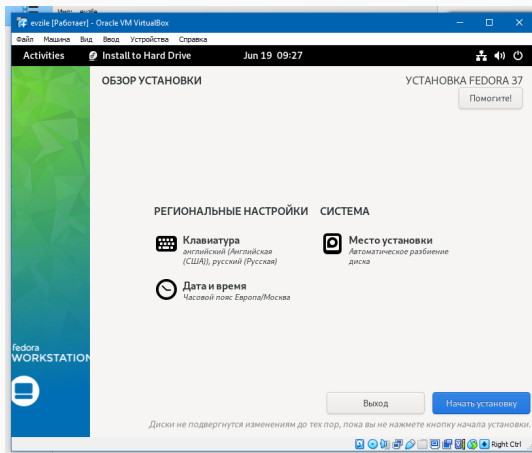 Имя: evzile
evzile [Работает] - Oracle VM VirtualBox
Файл Машина Вид Ввод Устройства Справка
Activities Install to Hard Drive Jun 19 09:27
ОБЗОР УСТАНОВКИ
УСТАНОВКА FEDORA 37
Помогите!
РЕГИОНАЛЬНЫЕ НАСТРОЙКИ
Клавиатура
английский (Английская
(США)), русский (Русская)
Дата и время
Часовой пояс Европа/Москва
СИСТЕМА
Место установки
Автоматическое разбиение
диска
fedora
WORKSTATION
Выход
Начать установку
Диски не подвергнутся изменениям до тех пор, пока вы не нажмете кнопку начала установки.
Right Ctrl